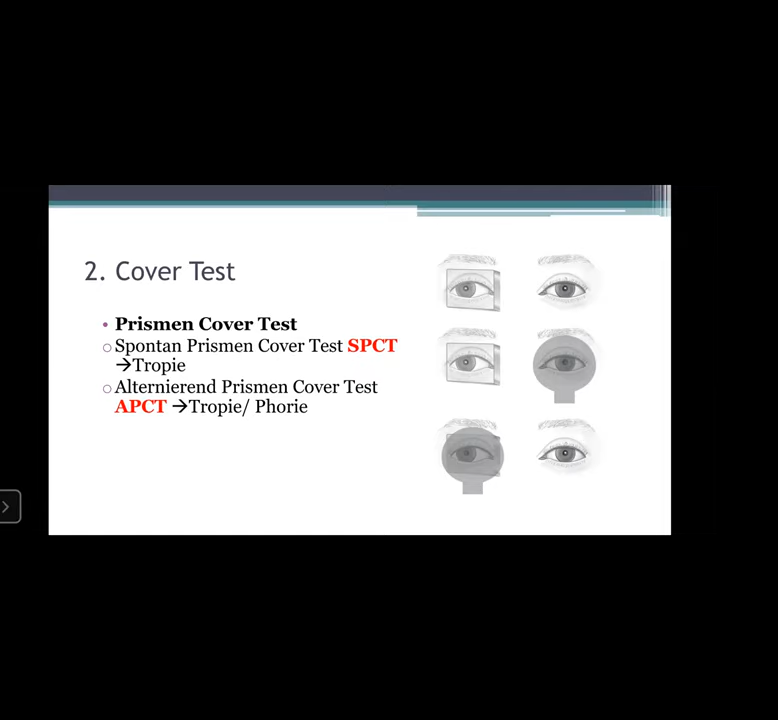 2. Cover Test
• Prismen Cover Test
○ Spontan Prismen Cover Test SPCT
→Tropie
○ Alternierend Prismen Cover Test
APCT →Tropie/ Phorie